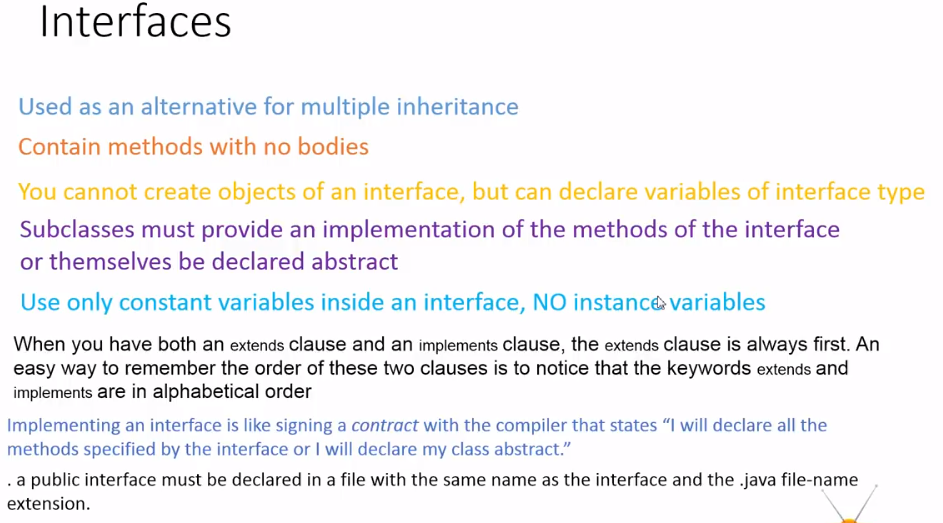 Interfaces
Used as an alternative for multiple inheritance
Contain methods with no bodies
You cannot create objects of an interface, but can declare variables of interface type
Subclasses must provide an implementation of the methods of the interface
or themselves be declared abstract
Use only constant variables inside an interface, NO instance variables
When you have both an extends clause and an implements clause, the extends clause is always first. An
easy way to remember the order of these two clauses is to notice that the keywords extends and
implements are in alphabetical order
Implementing an interface is like signing a contract with the compiler that states “I will declare all the
methods specified by the interface or I will declare my class abstract.”
. a public interface must be declared in a file with the same name as the interface and the .java file-name
extension.